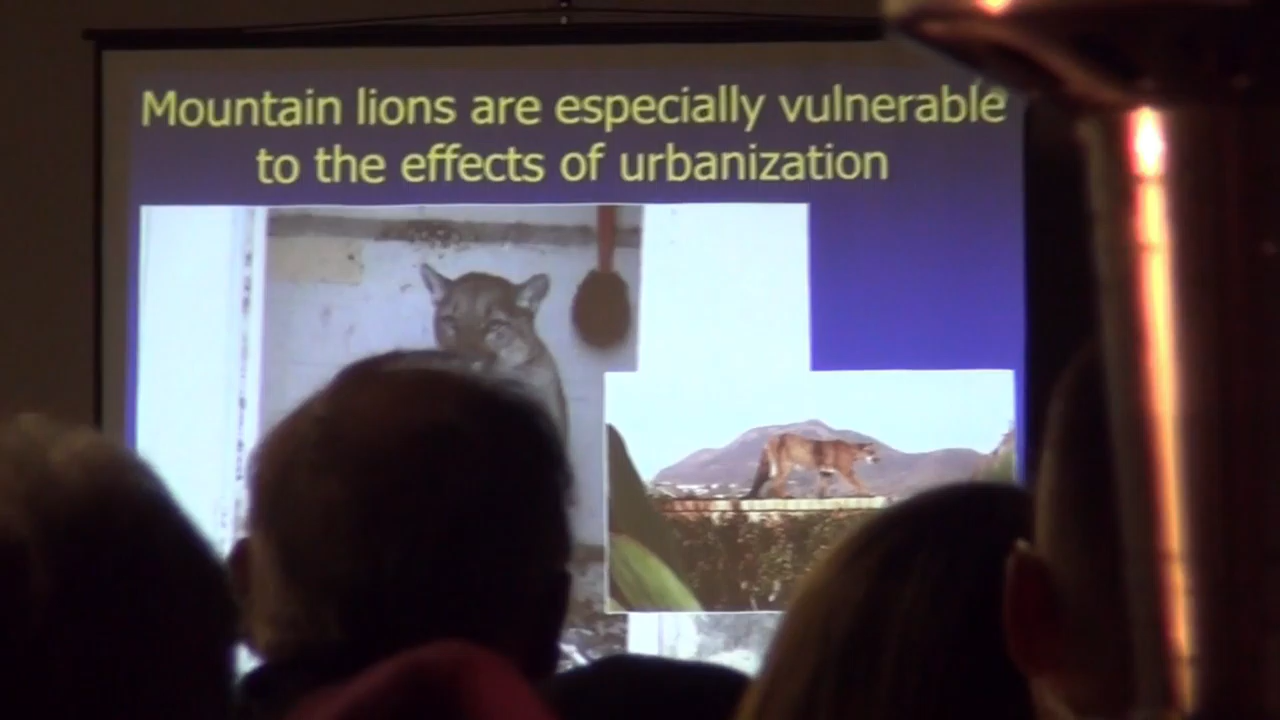 Mountain lions are especially vulnerable
to the effects of urbanization